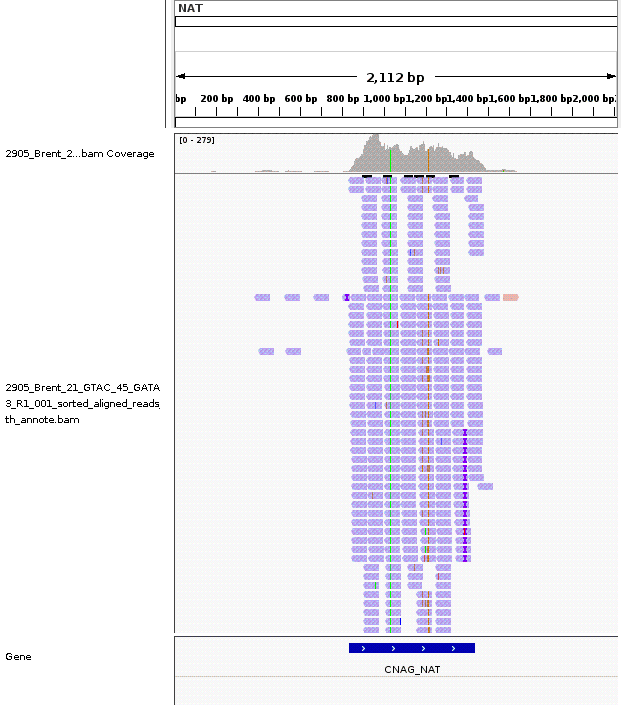 NAT
2,112 bp
bp 200 bp 400 bp 600 bp 800 bp 1,000 bp 1,200 bp 1,400 bp 1,600 bp 1,800 bp 2,000 bp
[0 - 279]
2905_Brent_2...bam Coverage
2905_Brent_21_GTAC_45_GATA
3_R1_001_sorted_aligned_reads_
th_annote.bam
Gene
CNAG_NAT